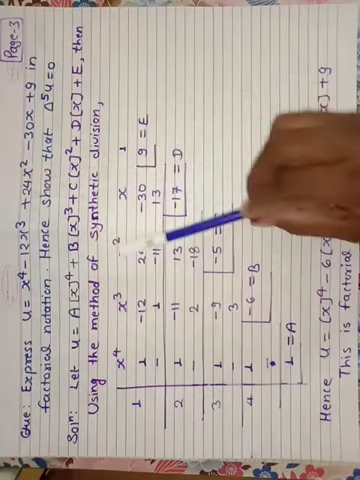 Page-3
Que: Express u = x⁴-12x³+24x²-30x+9 in
factorial notation. Hence show that Δ⁵u=0
Solⁿ: Let u = A[x]⁴+B[x]³+C[x]²+D[x]+E, then
Using the method of synthetic division,
x⁴ x³ x 1
1 1 -12 24 -30 9 = E
- 1 -11 13
2 1 -11 13 -17 = D
- 2 -18
3 1 -9 -5 =
- 3
4 1 -6 = B
-
1 = A
Hence u = [x]⁴-6[x x]+9
This is factorial